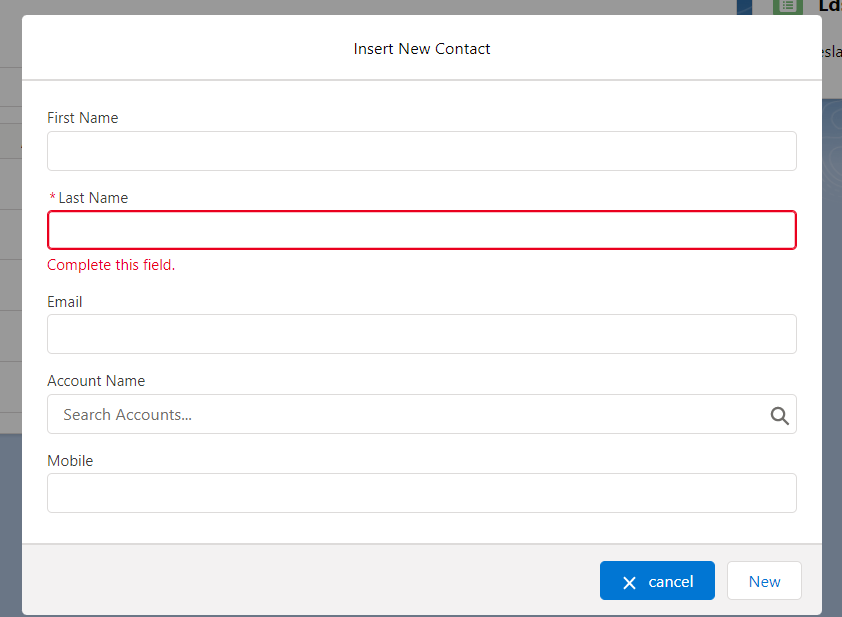 Insert New Contact
First Name
*Last Name
Complete this field.
Email
Account Name
Search Accounts...
Mobile
cancel
New